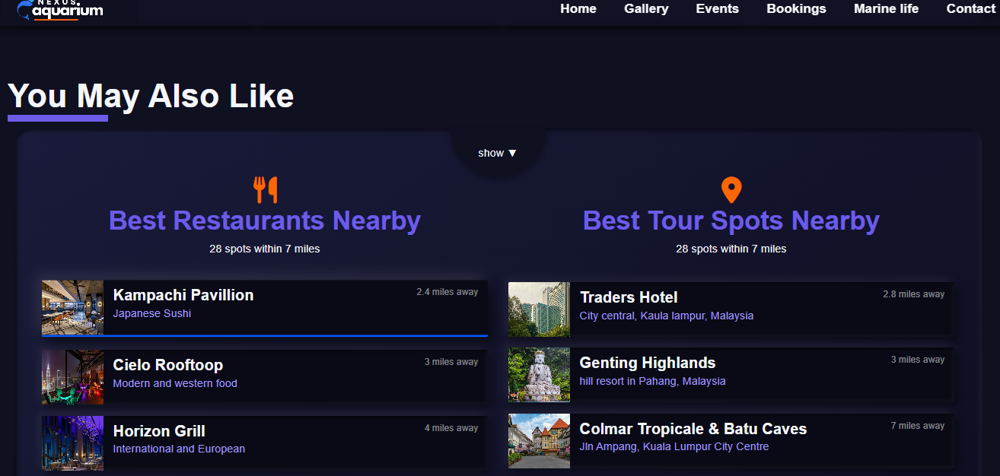 NEXUS
aquarium
Home Gallery Events Bookings Marine life Contact
You May Also Like
show ▼
Best Restaurants Nearby
28 spots within 7 miles
Kampachi Pavillion
2.4 miles away
Japanese Sushi
Cielo Rooftoop
3 miles away
Modern and western food
Horizon Grill
4 miles away
International and European
Best Tour Spots Nearby
28 spots within 7 miles
Traders Hotel
2.8 miles away
City central, Kaula lampur, Malaysia
Genting Highlands
3 miles away
hill resort in Pahang, Malaysia
Colmar Tropicale & Batu Caves
7 miles away
Jln Ampang, Kuala Lumpur City Centre